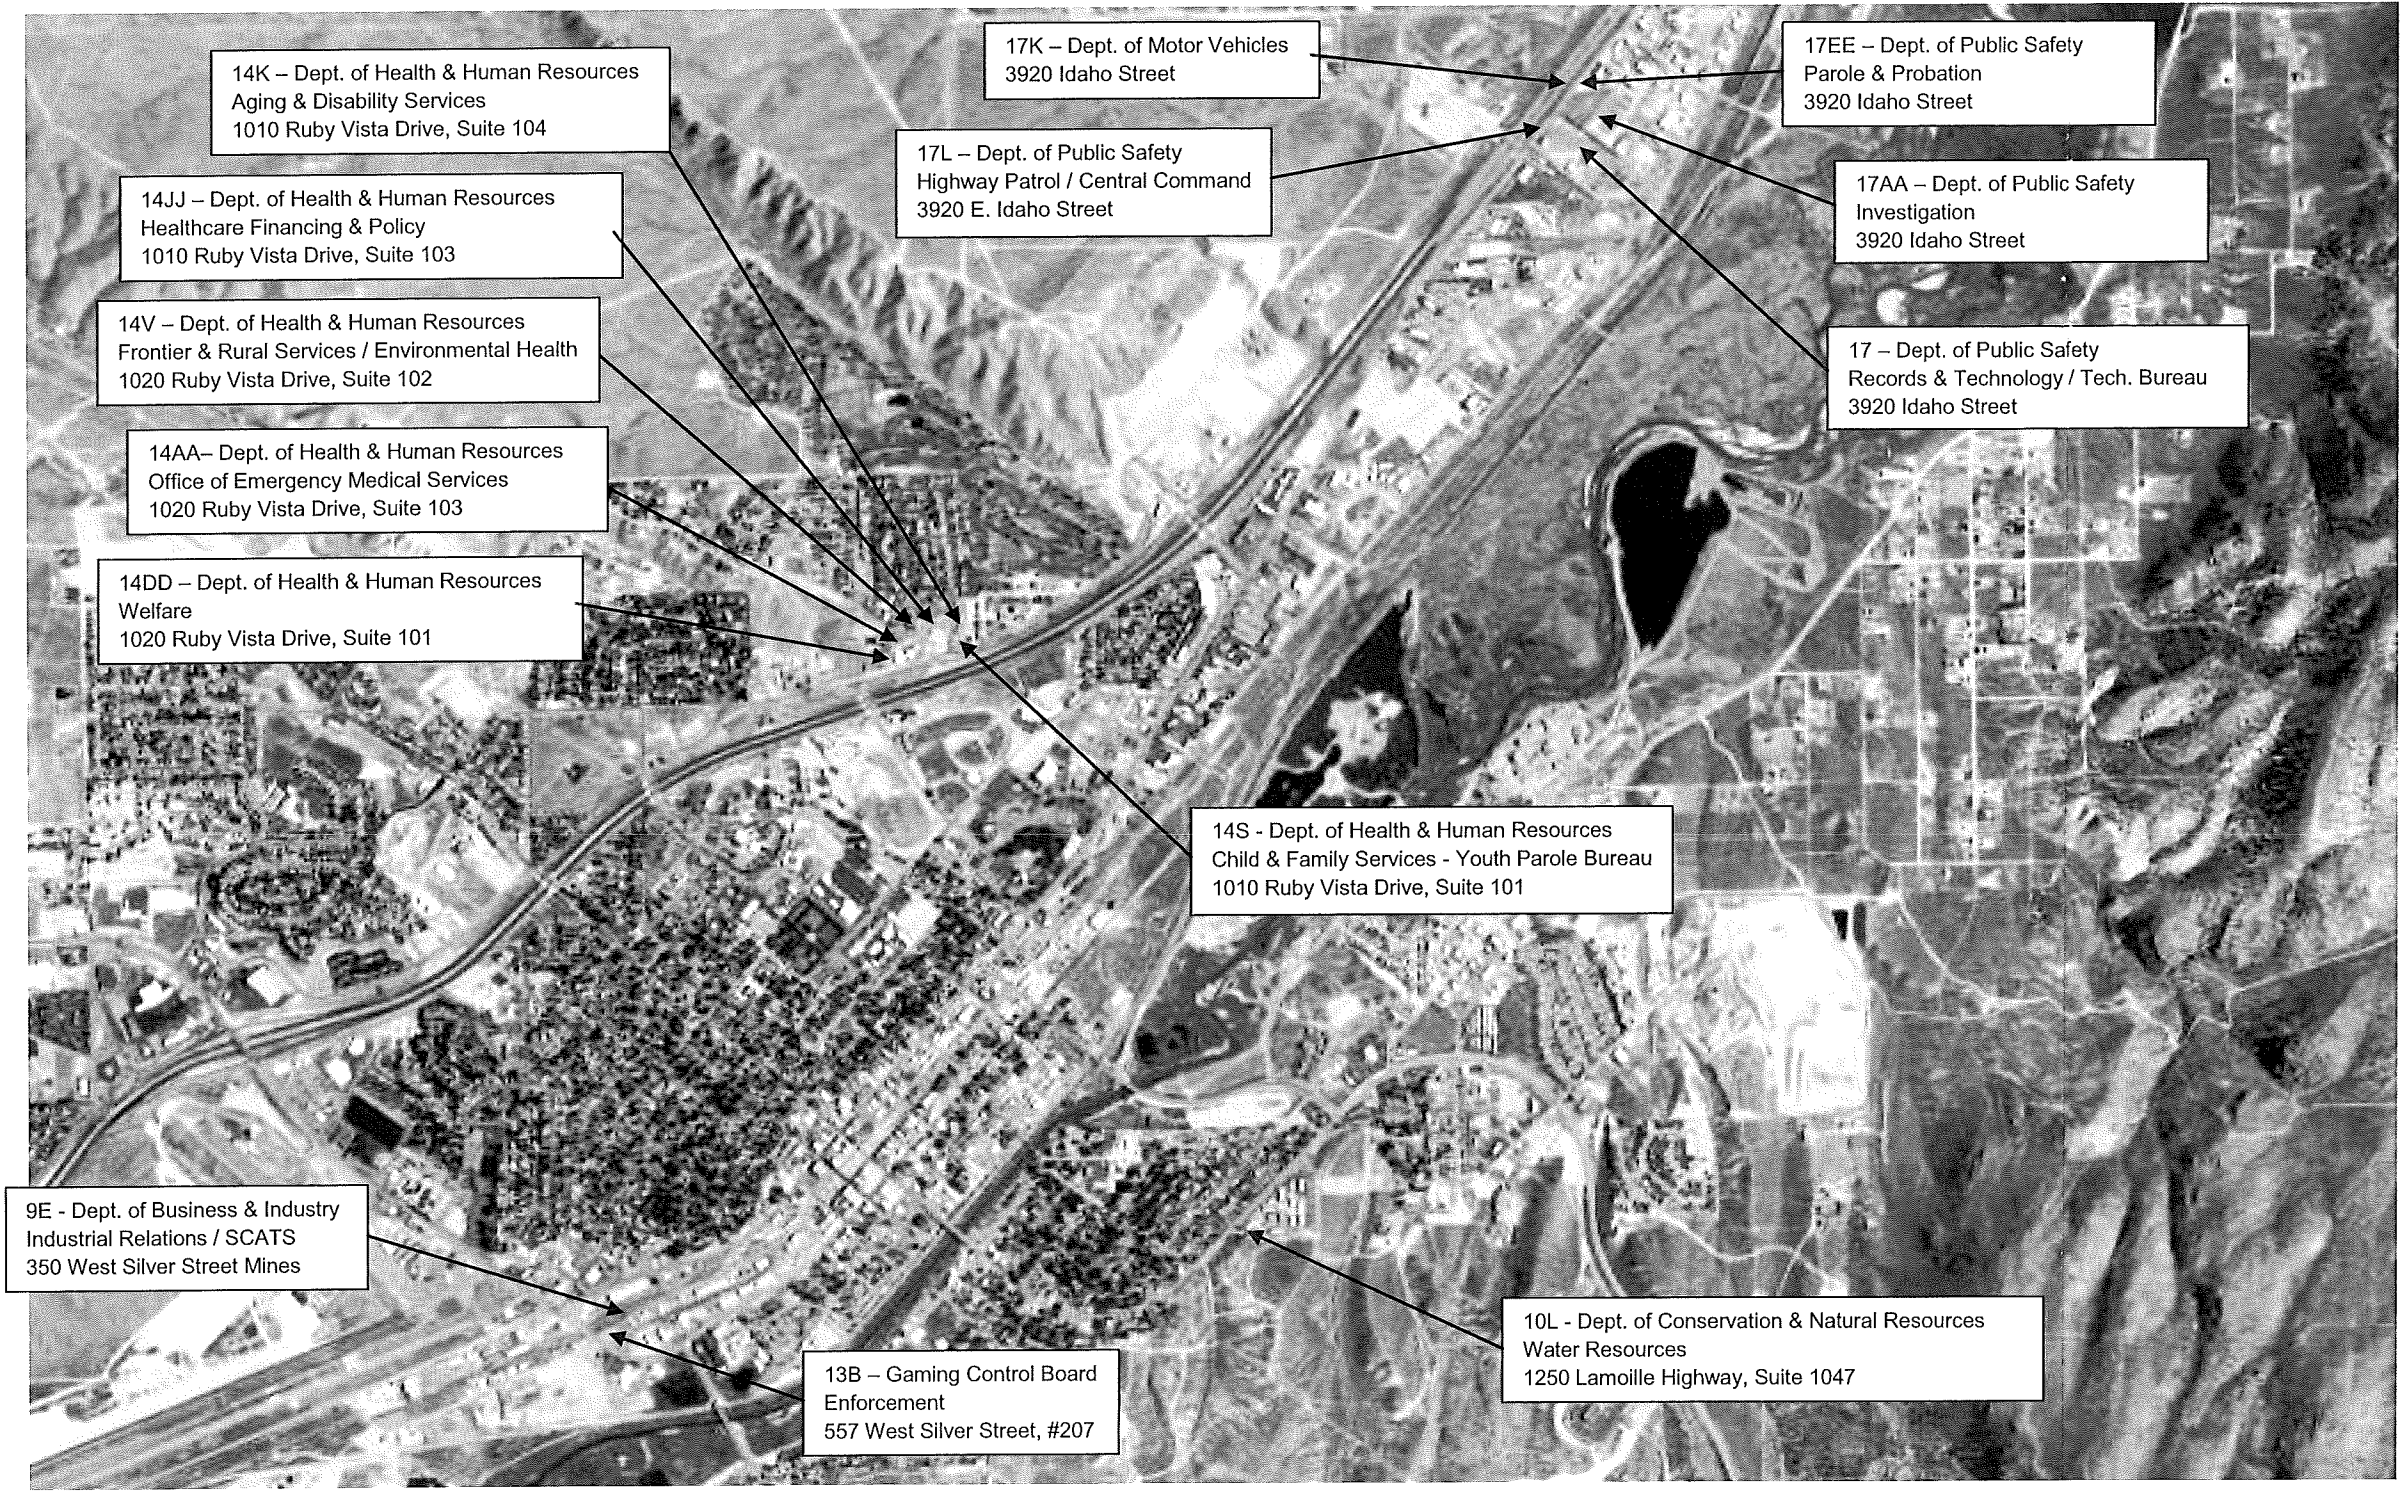 14K – Dept. of Health & Human Resources
Aging & Disability Services
1010 Ruby Vista Drive, Suite 104
17K – Dept. of Motor Vehicles
3920 Idaho Street
17EE – Dept. of Public Safety
Parole & Probation
3920 Idaho Street
17L – Dept. of Public Safety
Highway Patrol / Central Command
3920 E. Idaho Street
14JJ – Dept. of Health & Human Resources
Healthcare Financing & Policy
1010 Ruby Vista Drive, Suite 103
17AA – Dept. of Public Safety
Investigation
3920 Idaho Street
14V – Dept. of Health & Human Resources
Frontier & Rural Services / Environmental Health
1020 Ruby Vista Drive, Suite 102
17 – Dept. of Public Safety
Records & Technology / Tech. Bureau
3920 Idaho Street
14AA– Dept. of Health & Human Resources
Office of Emergency Medical Services
1020 Ruby Vista Drive, Suite 103
14DD – Dept. of Health & Human Resources
Welfare
1020 Ruby Vista Drive, Suite 101
14S - Dept. of Health & Human Resources
Child & Family Services - Youth Parole Bureau
1010 Ruby Vista Drive, Suite 101
9E - Dept. of Business & Industry
Industrial Relations / SCATS
350 West Silver Street Mines
10L - Dept. of Conservation & Natural Resources
Water Resources
1250 Lamoille Highway, Suite 1047
13B – Gaming Control Board
Enforcement
557 West Silver Street, #207